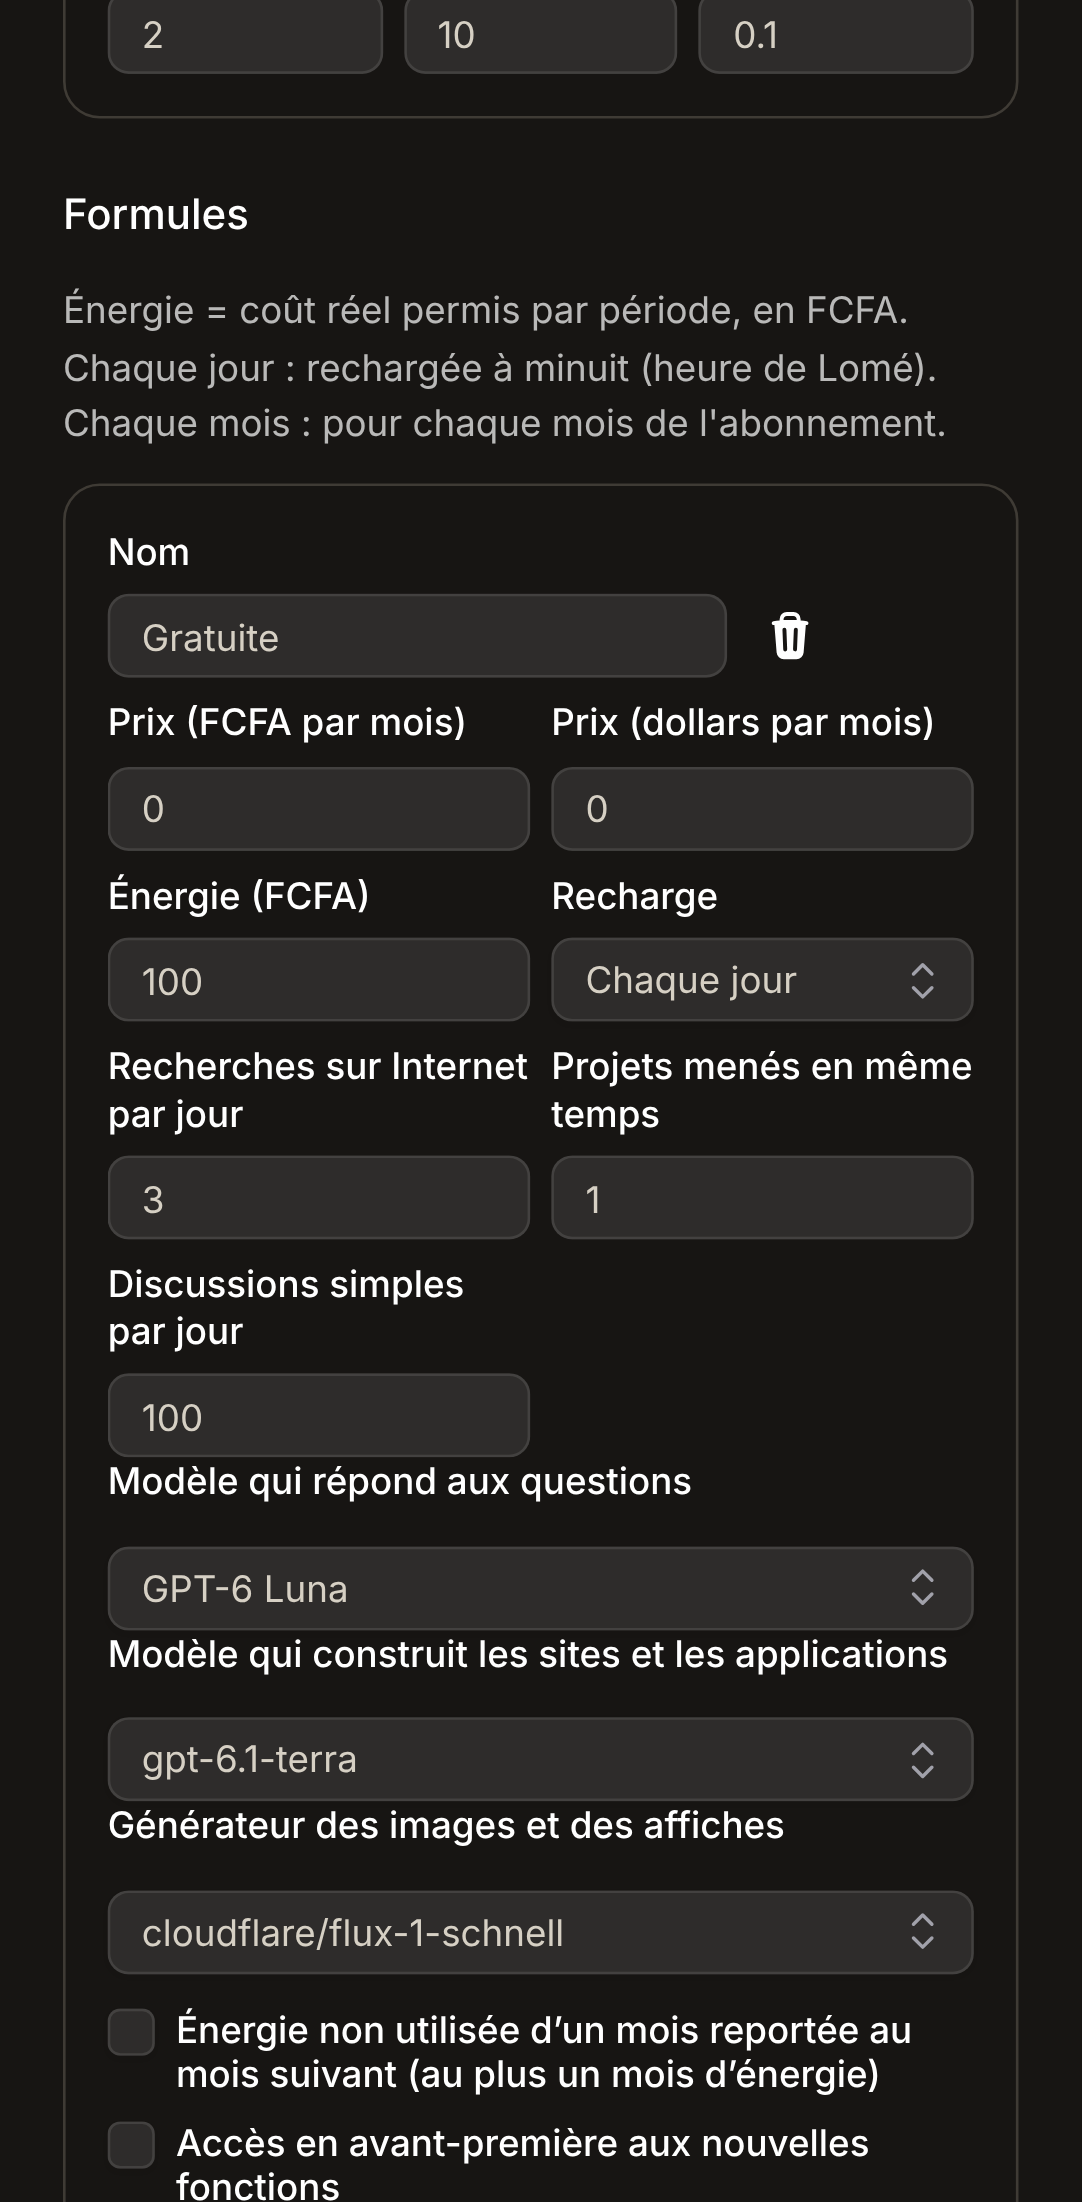 2 10 0.1
Formules
Énergie = coût réel permis par période, en FCFA.
Chaque jour : rechargée à minuit (heure de Lomé).
Chaque mois : pour chaque mois de l'abonnement.
Nom
Gratuite
Prix (FCFA par mois) Prix (dollars par mois)
0 0
Énergie (FCFA) Recharge
100 Chaque jour
Recherches sur Internet par jour
Projets menés en même temps
3 1
Discussions simples
par jour
100
Modèle qui répond aux questions
GPT-6 Luna
Modèle qui construit les sites et les applications
gpt-6.1-terra
Générateur des images et des affiches
cloudflare/flux-1-schnell
Énergie non utilisée d’un mois reportée au
mois suivant (au plus un mois d’énergie)
Accès en avant-première aux nouvelles
fonctions